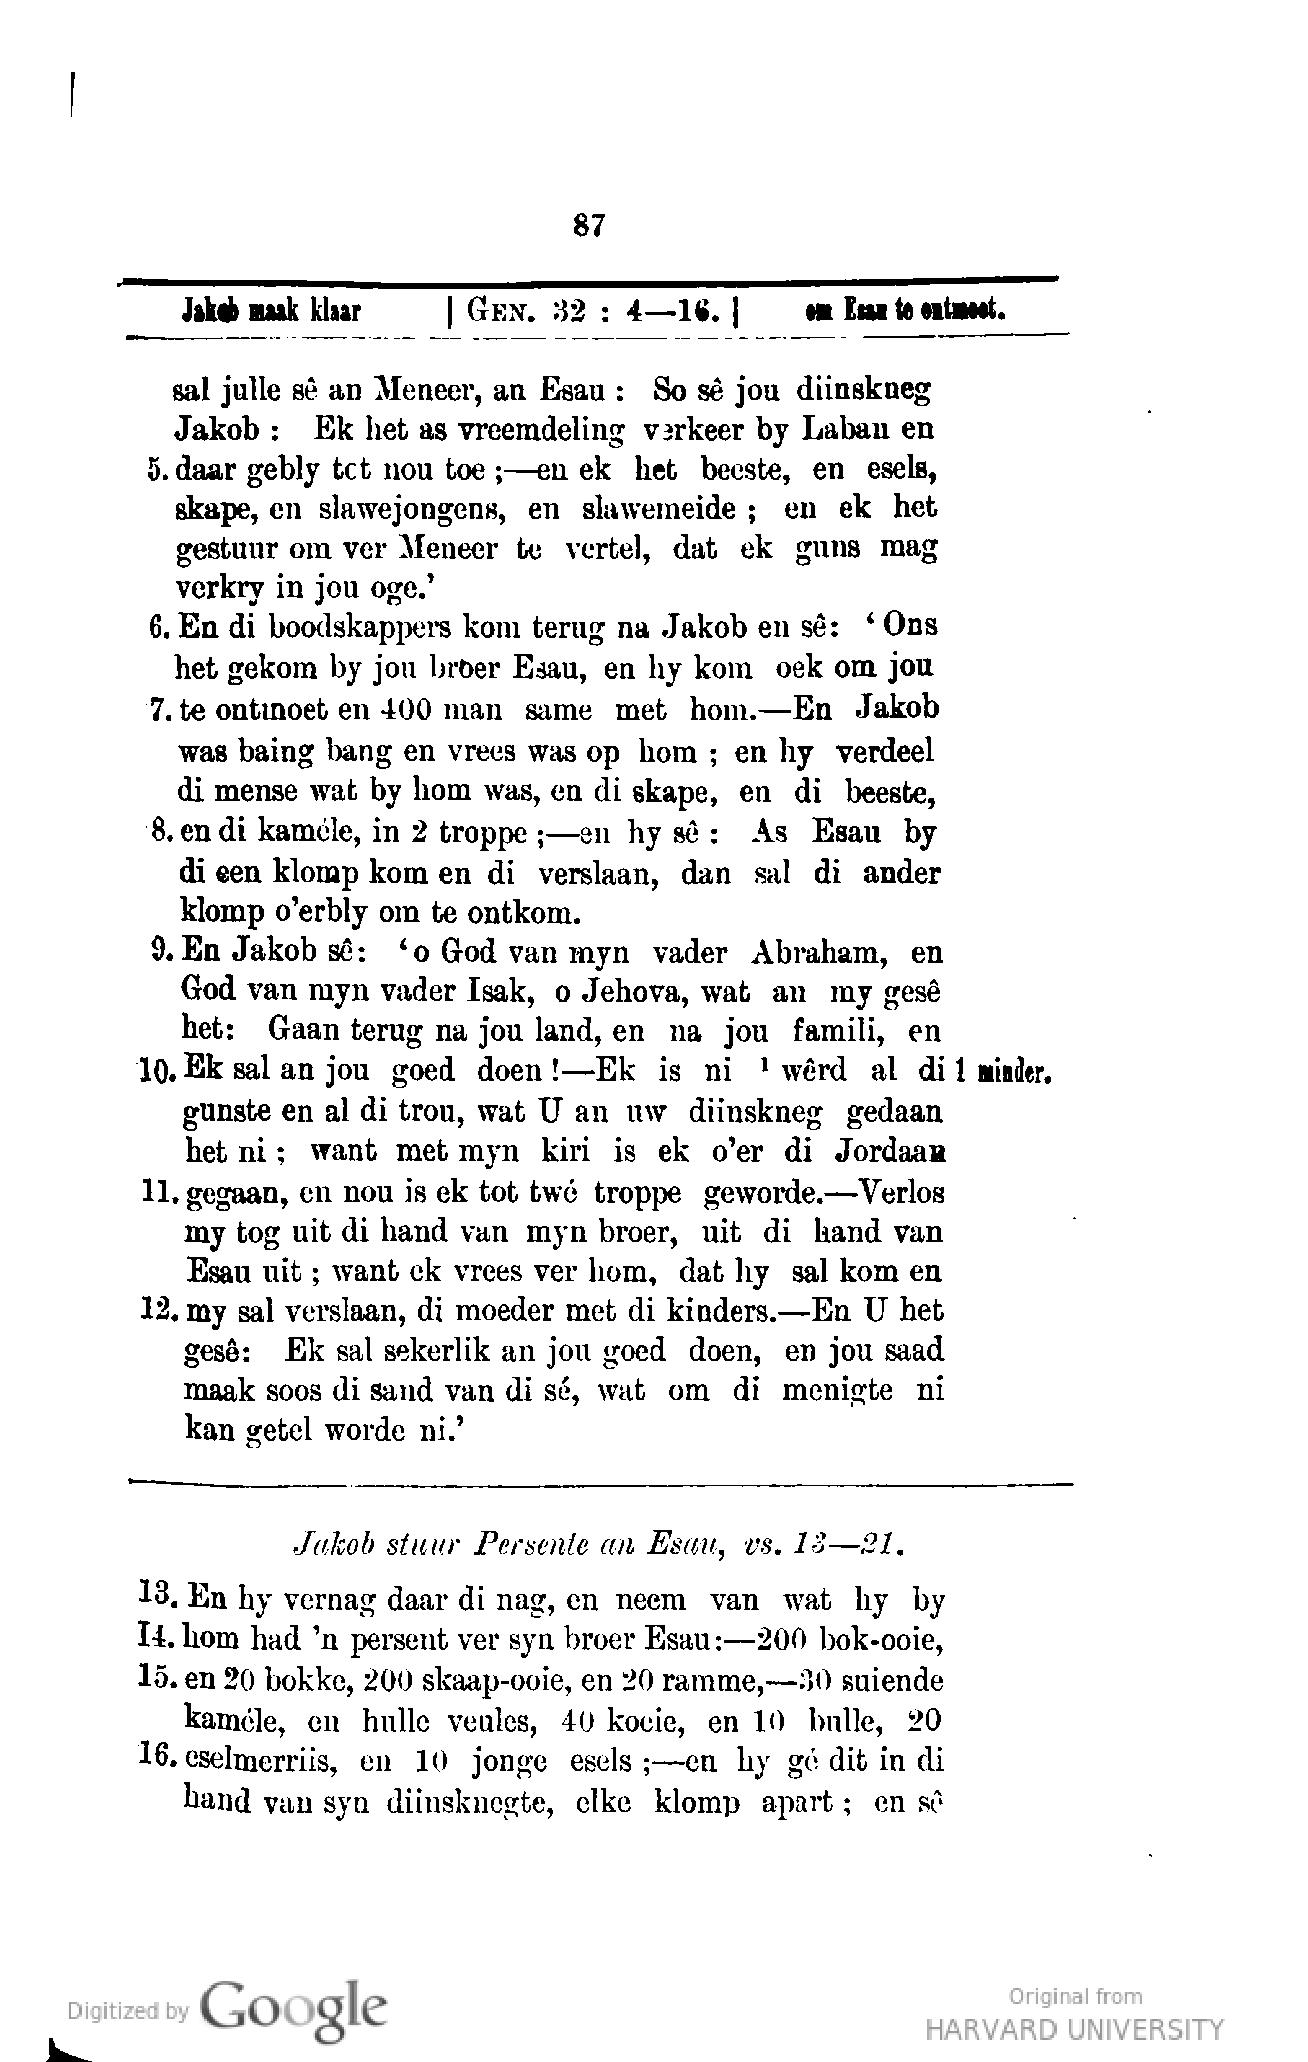 87
Jakob maak klaar | GEN. 32 : 4—16. | om Esau te ontmoet.
sal julle sê an Meneer, an Esau : So sê jou diinskneg
Jakob : Ek het as vreemdeling verkeer by Laban en
5. daar gebly tot nou toe ;—en ek het beeste, en esels,
skape, en slawejongens, en slawemeide ; en ek het
gestuur om ver Meneer te vertel, dat ek guns mag
verkry in jou oge.’
6. En di boodskappers kom terug na Jakob en sê: ‘ Ons
het gekom by jou broer Esau, en hy kom oek om jou
7. te ontmoet en 400 man same met hom.—En Jakob
was baing bang en vrees was op hom ; en hy verdeel
di mense wat by hom was, en di skape, en di beeste,
8. en di kaméle, in 2 troppe ;—en hy sê : As Esau by
di een klomp kom en di verslaan, dan sal di ander
klomp o’erbly om te ontkom.
9. En Jakob sê: ‘ o God van myn vader Abraham, en
God van myn vader Isak, o Jehova, wat an my gesê
het: Gaan terug na jou land, en na jou famili, en
10. Ek sal an jou goed doen !—Ek is ni ¹ wêrd al di 1 minder.
gunste en al di trou, wat U an uw diinskneg gedaan
het ni ; want met myn kiri is ek o’er di Jordaan
11. gegaan, en nou is ek tot twé troppe geworde.—Verlos
my tog uit di hand van myn broer, uit di hand van
Esau uit ; want ek vrees ver hom, dat hy sal kom en
12. my sal verslaan, di moeder met di kinders.—En U het
gesê: Ek sal sekerlik an jou goed doen, en jou saad
maak soos di sand van di sé, wat om di menigte ni
kan getel worde ni.’
Jakob stuur Persente an Esau, vs. 13—21.
13. En hy vernag daar di nag, en neem van wat hy by
14. hom had ’n persent ver syn broer Esau:—200 bok-ooie,
15. en 20 bokke, 200 skaap-ooie, en 20 ramme,—30 suiende
kaméle, en hulle veules, 40 koeie, en 10 bulle, 20
16. eselmerriis, en 10 jonge esels ;—en hy gé dit in di
hand van syn diinsknegte, elke klomp apart ; en sê
Digitized by Google
Original from
HARVARD UNIVERSITY